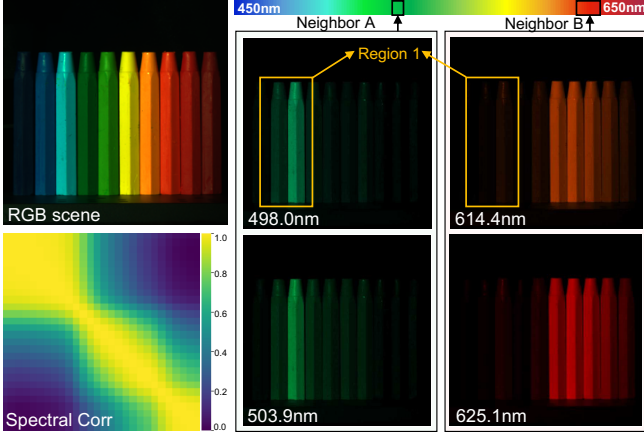 450nm
650nm
Neighbor A
Neighbor B
Region 1
RGB scene
498.0nm
614.4nm
1.0
0.8
0.6
0.4
0.2
0.0
Spectral Corr
503.9nm
625.1nm